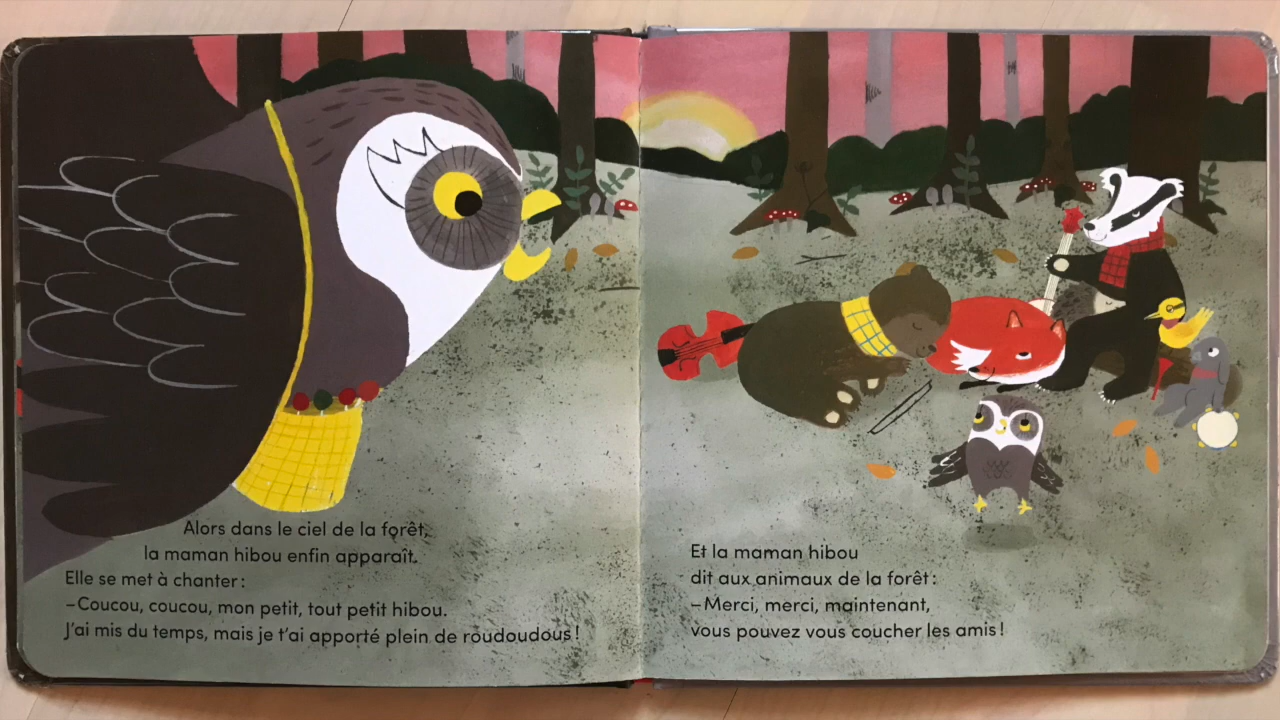 Alors dans le ciel de la forêt,
la maman hibou enfin apparaît.
Elle se met à chanter :
– Coucou, coucou, mon petit, tout petit hibou.
J'ai mis du temps, mais je t'ai apporté plein de roudoudous !
Et la maman hibou
dit aux animaux de la forêt :
– Merci, merci, maintenant,
vous pouvez vous coucher les amis !